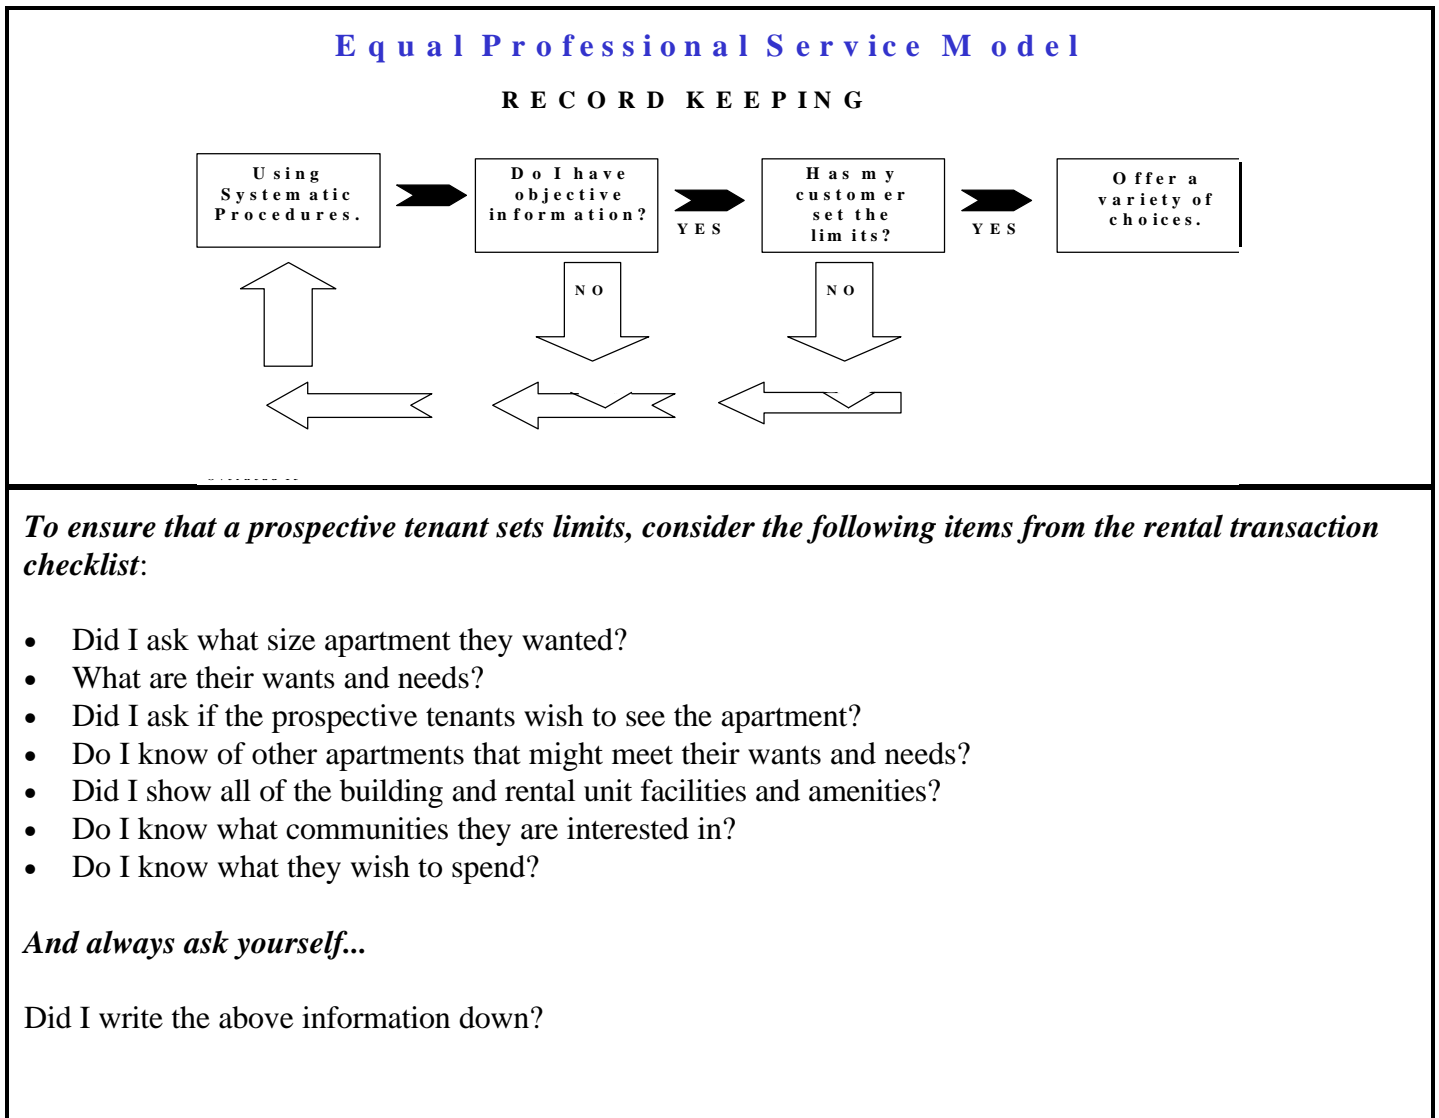 Equal Professional Service Model
RECORD KEEPING
Using
Systematic
Procedures.
Do I have
objective
information?
YES
Has my
customer
set the
limits?
YES
Offer a
variety of
choices.
NO
NO
To ensure that a prospective tenant sets limits, consider the following items from the rental transaction
checklist:
• Did I ask what size apartment they wanted?
• What are their wants and needs?
• Did I ask if the prospective tenants wish to see the apartment?
• Do I know of other apartments that might meet their wants and needs?
• Did I show all of the building and rental unit facilities and amenities?
• Do I know what communities they are interested in?
• Do I know what they wish to spend?
And always ask yourself...
Did I write the above information down?